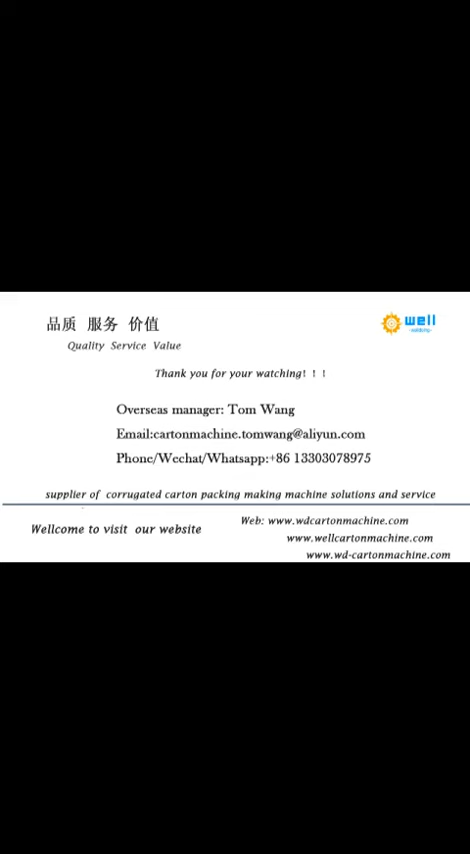 品质 服务 价值
well
Quality Service Value
Thank you for your watching!!!
Overseas manager: Tom Wang
Email:cartonmachine.tomwang@aliyun.com
Phone/Wechat/Whatsapp:+86 13303078975
supplier of corrugated carton packing making machine solutions and service
Wellcome to visit our website
Web: www.wdcartonmachine.com
www.wellcartonmachine.com
www.wd-cartonmachine.com